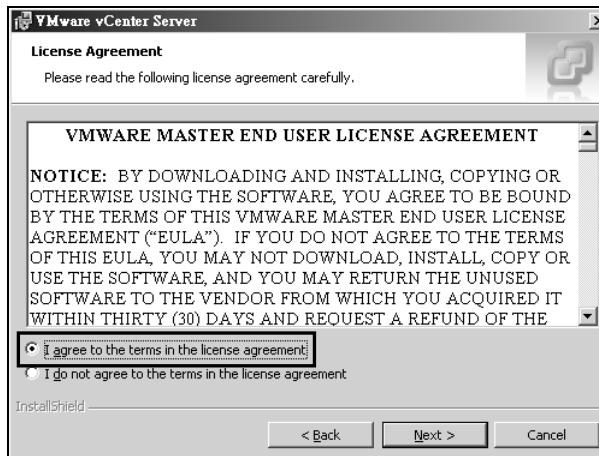 VMware vCenter Server
License Agreement
Please read the following license agreement carefully.
VMWARE MASTER END USER LICENSE AGREEMENT
NOTICE: BY DOWNLOADING AND INSTALLING, COPYING OR
OTHERWISE USING THE SOFTWARE, YOU AGREE TO BE BOUND
BY THE TERMS OF THIS VMWARE MASTER END USER LICENSE
AGREEMENT (“EULA”). IF YOU DO NOT AGREE TO THE TERMS
OF THIS EULA, YOU MAY NOT DOWNLOAD, INSTALL, COPY OR
USE THE SOFTWARE, AND YOU MAY RETURN THE UNUSED
SOFTWARE TO THE VENDOR FROM WHICH YOU ACQUIRED IT
WITHIN THIRTY (30) DAYS AND REQUEST A REFUND OF THE
I agree to the terms in the license agreement
I do not agree to the terms in the license agreement
InstallShield
< Back
Next >
Cancel